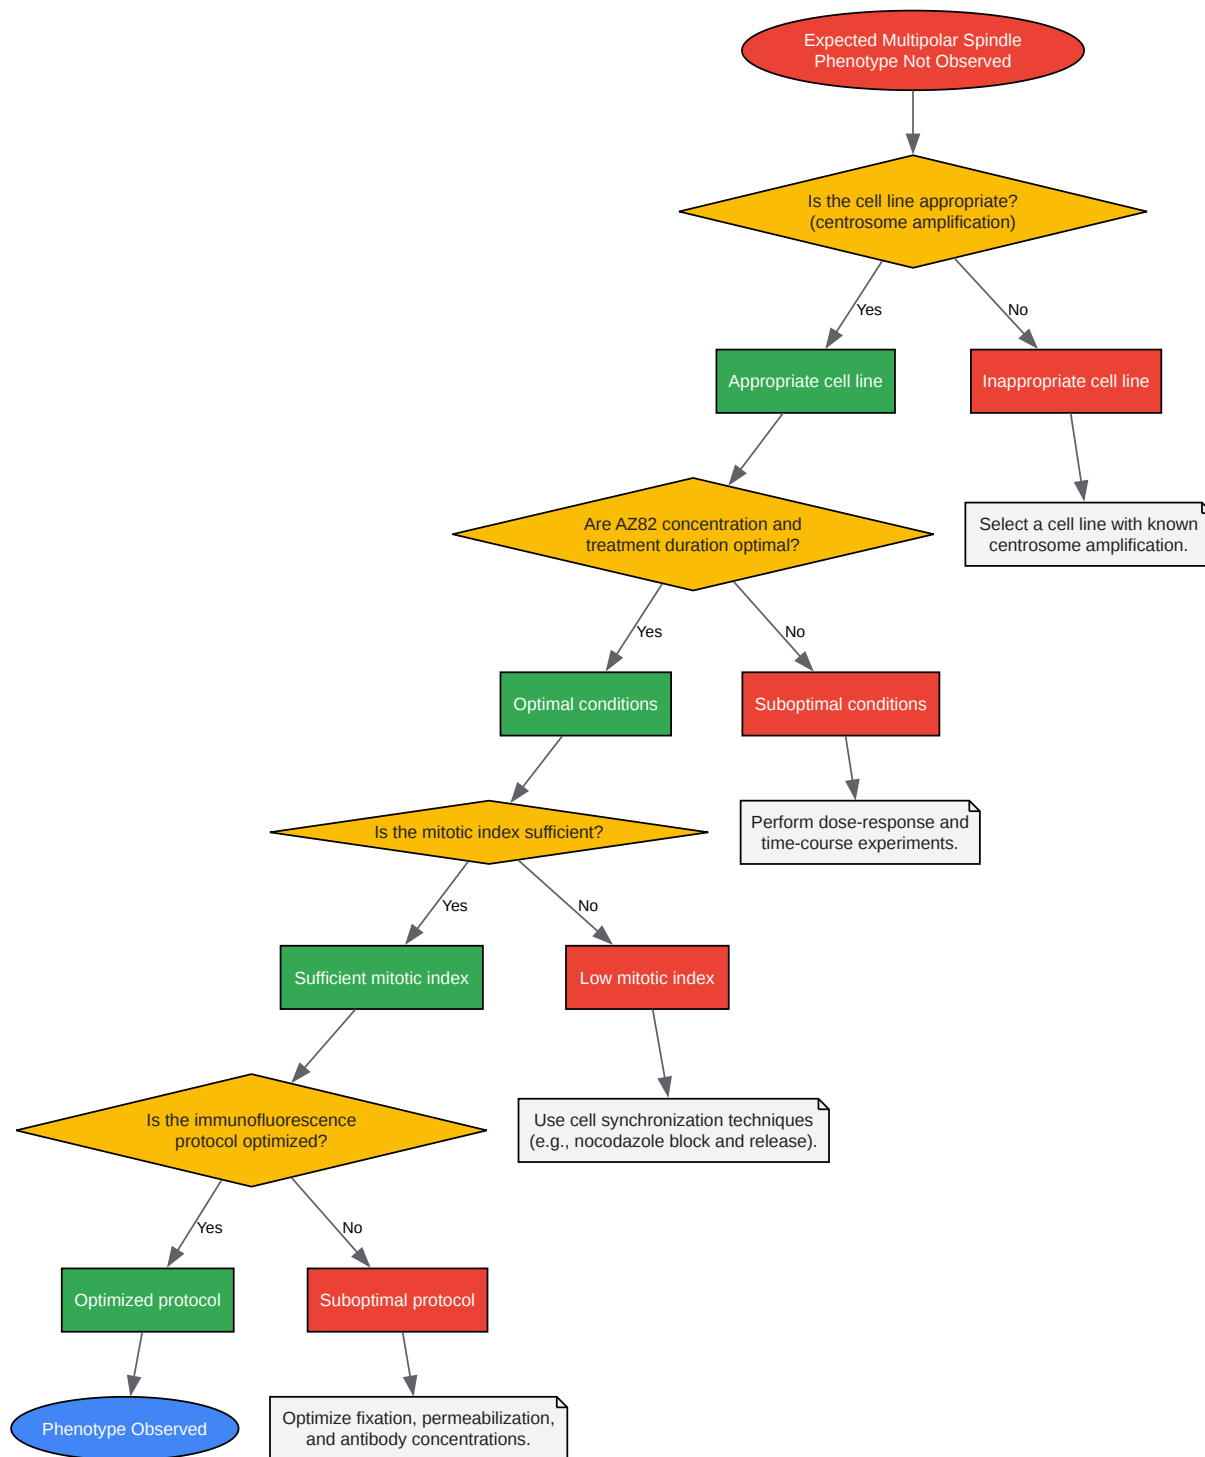 Expected Multipolar Spindle
Phenotype Not Observed
Is the cell line appropriate?
(centrosome amplification)
Yes
No
Appropriate cell line
Inappropriate cell line
Are AZ82 concentration and
treatment duration optimal?
Select a cell line with known
centrosome amplification.
Yes
No
Optimal conditions
Suboptimal conditions
Is the mitotic index sufficient?
Perform dose-response and
time-course experiments.
Yes
No
Sufficient mitotic index
Low mitotic index
Is the immunofluorescence
protocol optimized?
Use cell synchronization techniques
(e.g., nocodazole block and release).
Yes
No
Optimized protocol
Suboptimal protocol
Phenotype Observed
Optimize fixation, permeabilization,
and antibody concentrations.